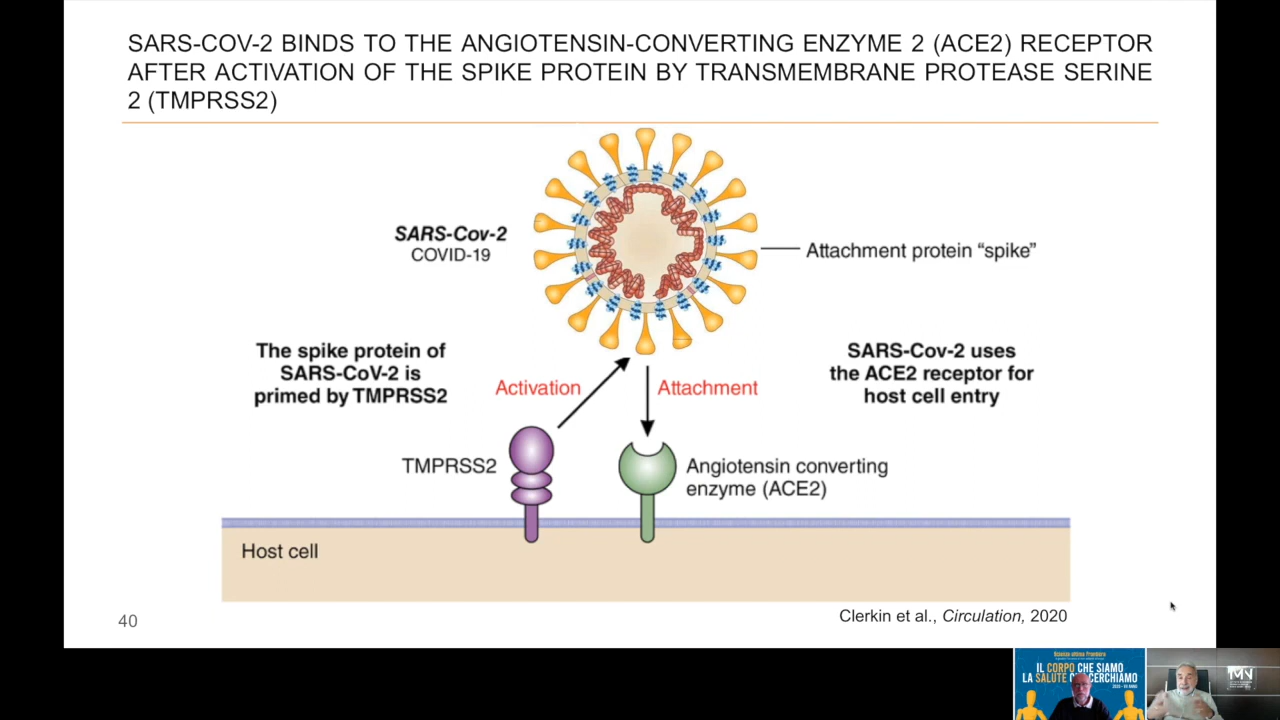 SARS-COV-2 BINDS TO THE ANGIOTENSIN-CONVERTING ENZYME 2 (ACE2) RECEPTOR
AFTER ACTIVATION OF THE SPIKE PROTEIN BY TRANSMEMBRANE PROTEASE SERINE
2 (TMPRSS2)
SARS-Cov-2
COVID-19
Attachment protein “spike”
The spike protein of
SARS-CoV-2 is
primed by TMPRSS2
Activation
Attachment
SARS-Cov-2 uses
the ACE2 receptor for
host cell entry
TMPRSS2
Angiotensin converting
enzyme (ACE2)
Host cell
40
Clerkin et al., Circulation, 2020
IL CORPO CHE SIAMO
LA SALUTE CERCHIAMO